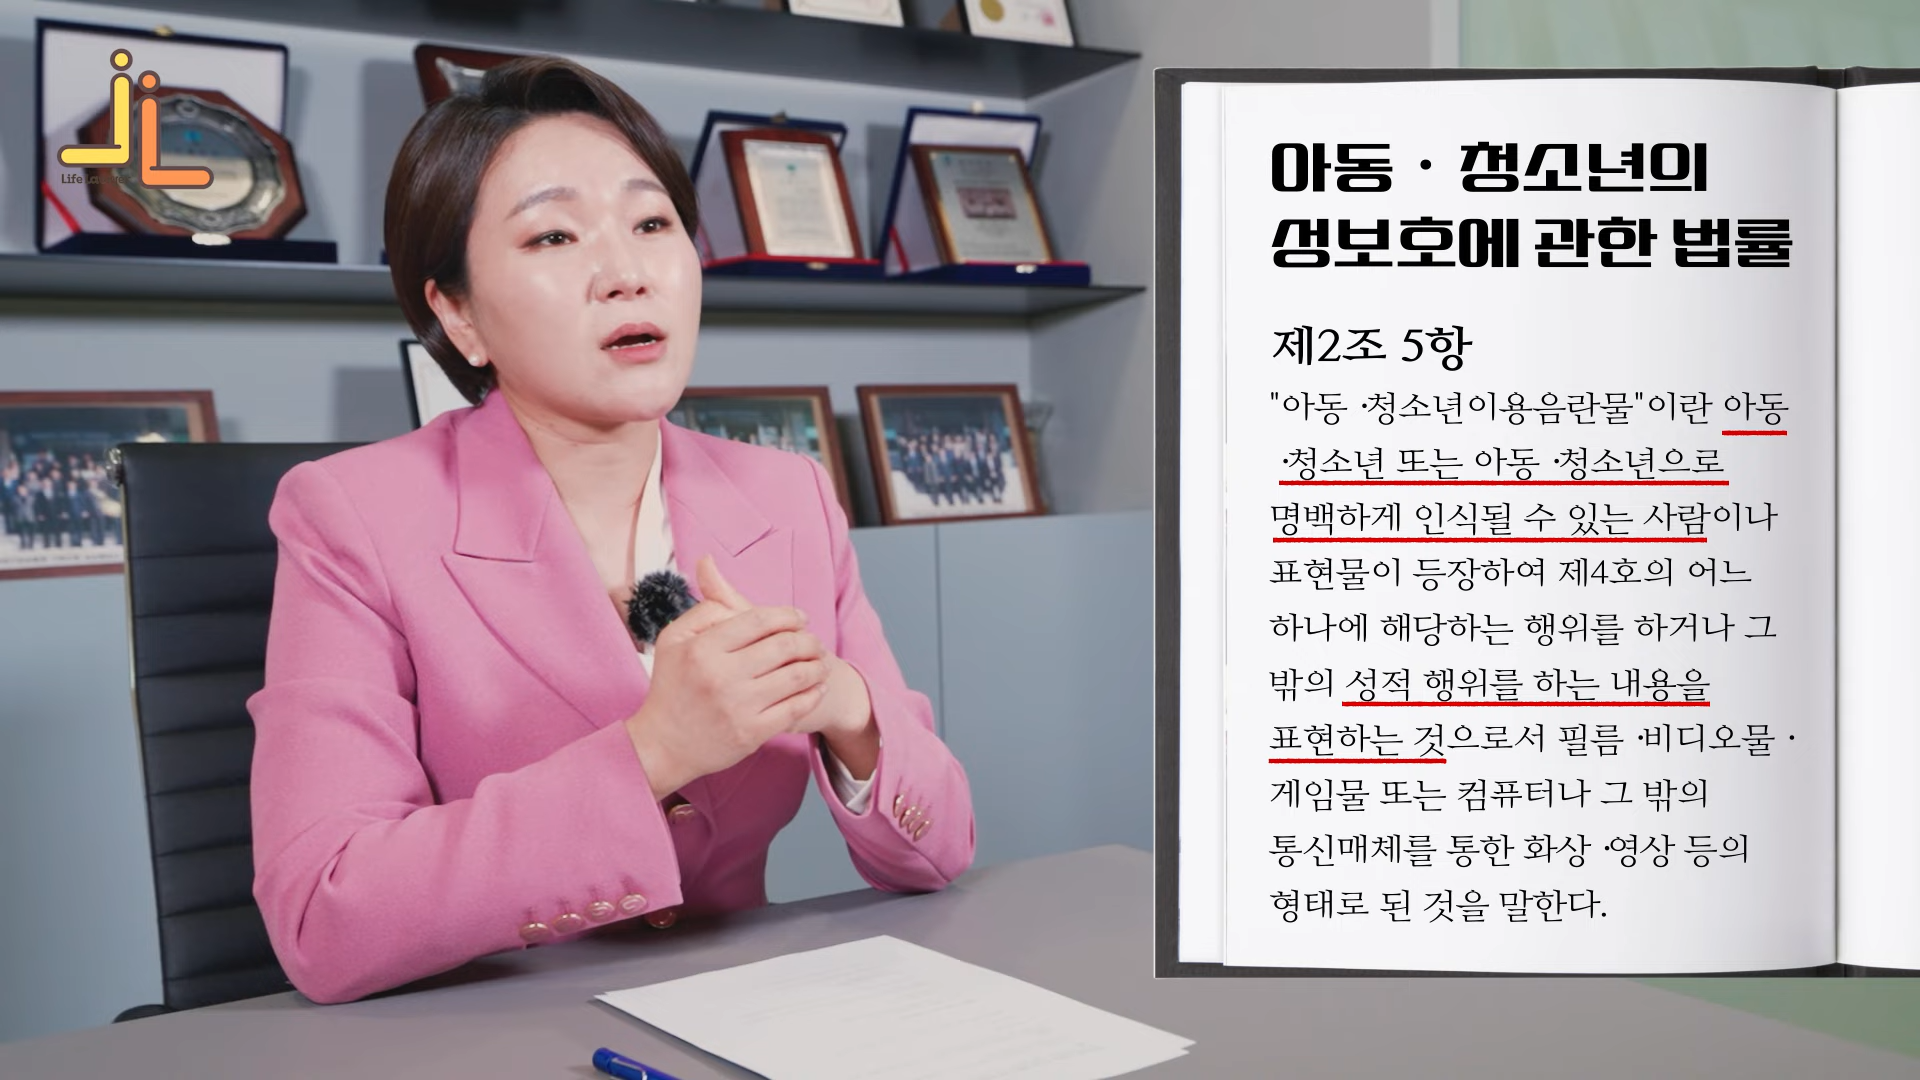 Life Lawyer
아동 · 청소년의
성보호에 관한 법률
제2조 5항
"아동 ·청소년이용음란물"이란 아동
·청소년 또는 아동 ·청소년으로
명백하게 인식될 수 있는 사람이나
표현물이 등장하여 제4호의 어느
하나에 해당하는 행위를 하거나 그
밖의 성적 행위를 하는 내용을
표현하는 것으로서 필름 ·비디오물 ·
게임물 또는 컴퓨터나 그 밖의
통신매체를 통한 화상 ·영상 등의
형태로 된 것을 말한다.